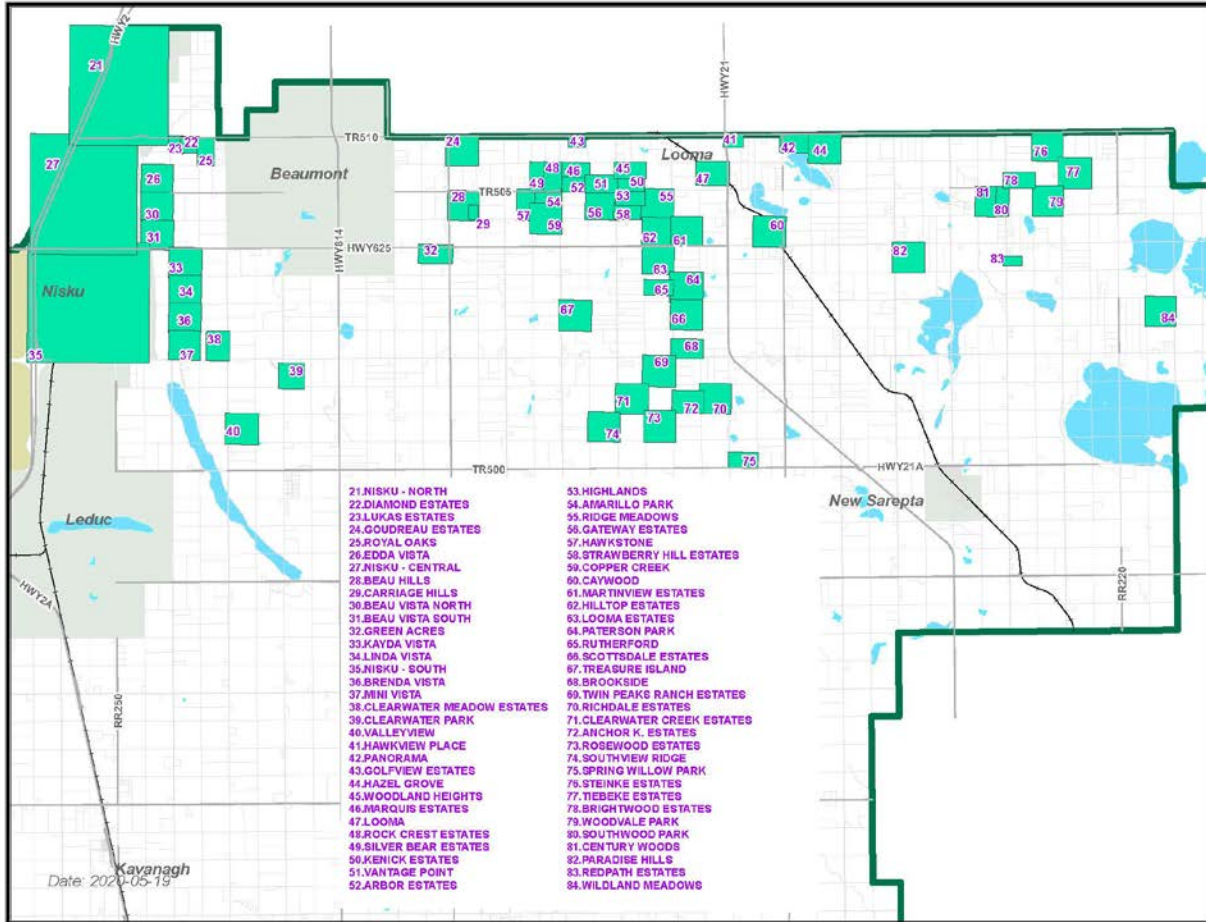 HWY2
21
TR510
24
43
HWY21
41
42
44
76
22
23
25
27
Beaumont
Looma
26
48
46
45
47
77
49
52
51
50
78
TR505
28
54
53
55
81
79
30
29
57
59
56
58
80
31
HWY625
HWY814
32
62
61
60
82
33
63
83
Nisku
34
65
64
36
67
66
84
38
35
37
68
39
69
71
72
70
40
74
73
75
TR500
HWY21A
Leduc
New Sarepta
HWY2A
RR250
RR220
21.NISKU - NORTH
22.DIAMOND ESTATES
23.LUKAS ESTATES
24.GOUDREAU ESTATES
25.ROYAL OAKS
26.EDDA VISTA
27.NISKU - CENTRAL
28.BEAU HILLS
29.CARRIAGE HILLS
30.BEAU VISTA NORTH
31.BEAU VISTA SOUTH
32.GREEN ACRES
33.KAYDA VISTA
34.LINDA VISTA
35.NISKU - SOUTH
36.BRENDA VISTA
37.MINI VISTA
38.CLEARWATER MEADOW ESTATES
39.CLEARWATER PARK
40.VALLEYVIEW
41.HAWKVIEW PLACE
42.PANORAMA
43.GOLFVIEW ESTATES
44.HAZEL GROVE
45.WOODLAND HEIGHTS
46.MARQUIS ESTATES
47.LOOMA
48.ROCK CREST ESTATES
49.SILVER BEAR ESTATES
50.KENICK ESTATES
51.VANTAGE POINT
52.ARBOR ESTATES
53.HIGHLANDS
54.AMARILLO PARK
55.RIDGE MEADOWS
56.GATEWAY ESTATES
57.HAWKSTONE
58.STRAWBERRY HILL ESTATES
59.COPPER CREEK
60.CAYWOOD
61.MARTINVIEW ESTATES
62.HILLTOP ESTATES
63.LOOMA ESTATES
64.PATERSON PARK
65.RUTHERFORD
66.SCOTTSDALE ESTATES
67.TREASURE ISLAND
68.BROOKSIDE
69.TWIN PEAKS RANCH ESTATES
70.RICHDALE ESTATES
71.CLEARWATER CREEK ESTATES
72.ANCHOR K. ESTATES
73.ROSEWOOD ESTATES
74.SOUTHVIEW RIDGE
75.SPRING WILLOW PARK
76.STEINKE ESTATES
77.TIEBEKE ESTATES
78.BRIGHTWOOD ESTATES
79.WOODVALE PARK
80.SOUTHWOOD PARK
81.CENTURY WOODS
82.PARADISE HILLS
83.REDPATH ESTATES
84.WILDLAND MEADOWS
Kavanagh
Date: 2020-05-19